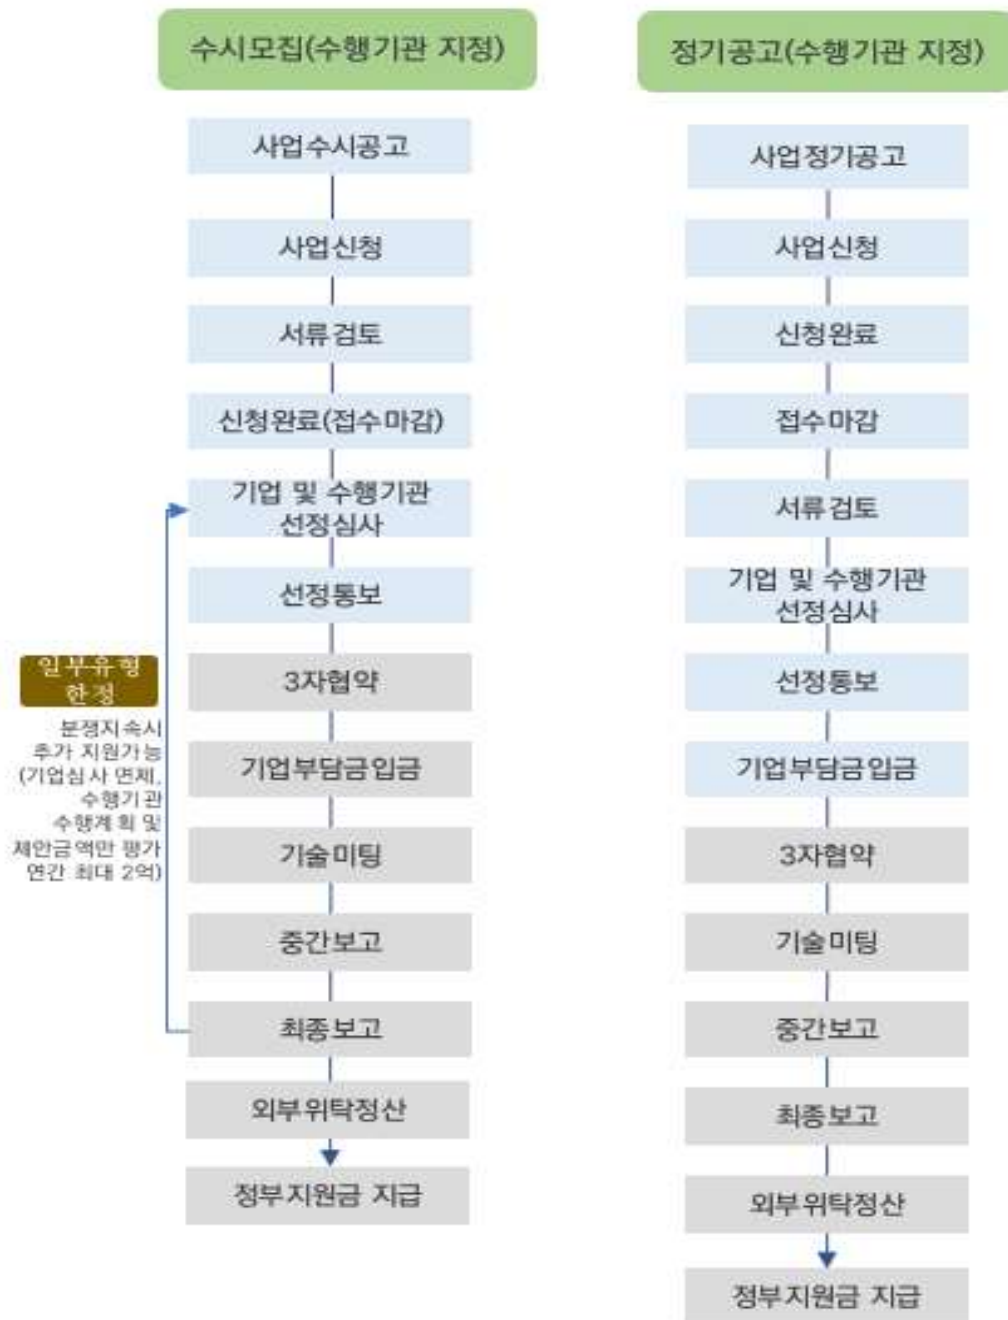 수시모집(수행기관 지정)
사업수시공고
사업신청
서류검토
신청완료(접수마감)
기업 및 수행기관
선정심사
선정통보
3자협약
기업부담금입금
기술미팅
중간보고
최종보고
외부위탁정산
정부지원금 지급
일부유형
한정
분쟁지속시
추가 지원가능
(기업심사 면제,
수행기관
수행계획 및
제안금액만 평가
연간 최대 2억)
정기공고(수행기관 지정)
사업정기공고
사업신청
신청완료
접수마감
서류검토
기업 및 수행기관
선정심사
선정통보
기업부담금입금
3자협약
기술미팅
중간보고
최종보고
외부위탁정산
정부지원금 지급